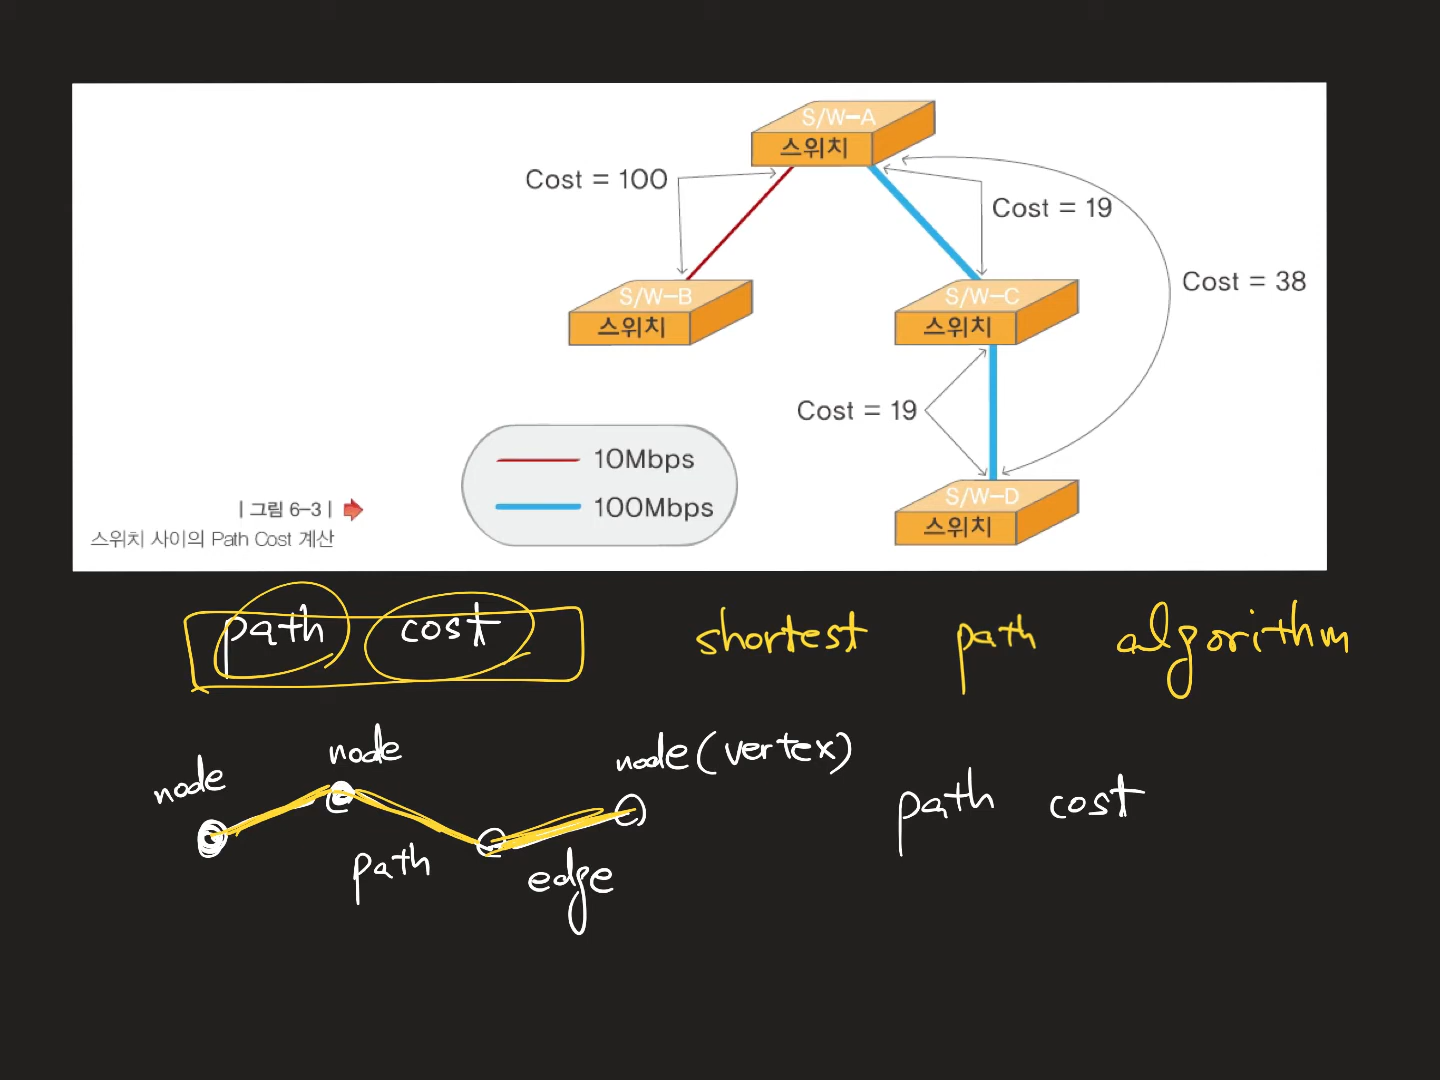 S/W-A
스위치
Cost = 100
Cost = 19
Cost = 38
S/W-B
스위치
S/W-C
스위치
Cost = 19
10Mbps
100Mbps
S/W-D
스위치
| 그림 6-3 |
스위치 사이의 Path Cost 계산
path cost
shortest path algorithm
node
node
node (vertex)
path
edge
path cost